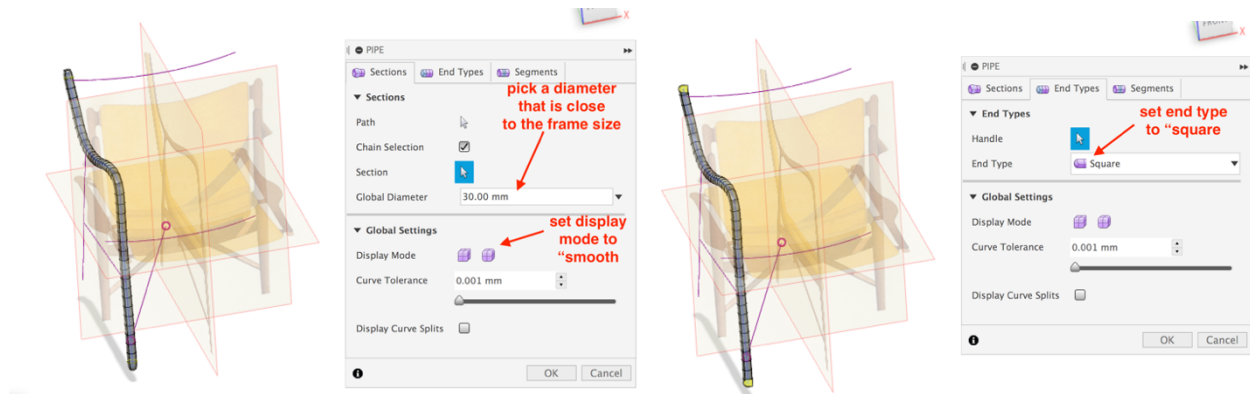 X
PIPE
Sections End Types Segments
Sections
pick a diameter
that is close
to the frame size
Path
Chain Selection
Section
Global Diameter 30.00 mm
Global Settings
Display Mode
set display
mode to
“smooth
Curve Tolerance 0.001 mm
Display Curve Splits
OK Cancel
X
PIPE
Sections End Types Segments
End Types
set end type
to “square
Handle
End Type Square
Global Settings
Display Mode
Curve Tolerance 0.001 mm
Display Curve Splits
OK Cancel